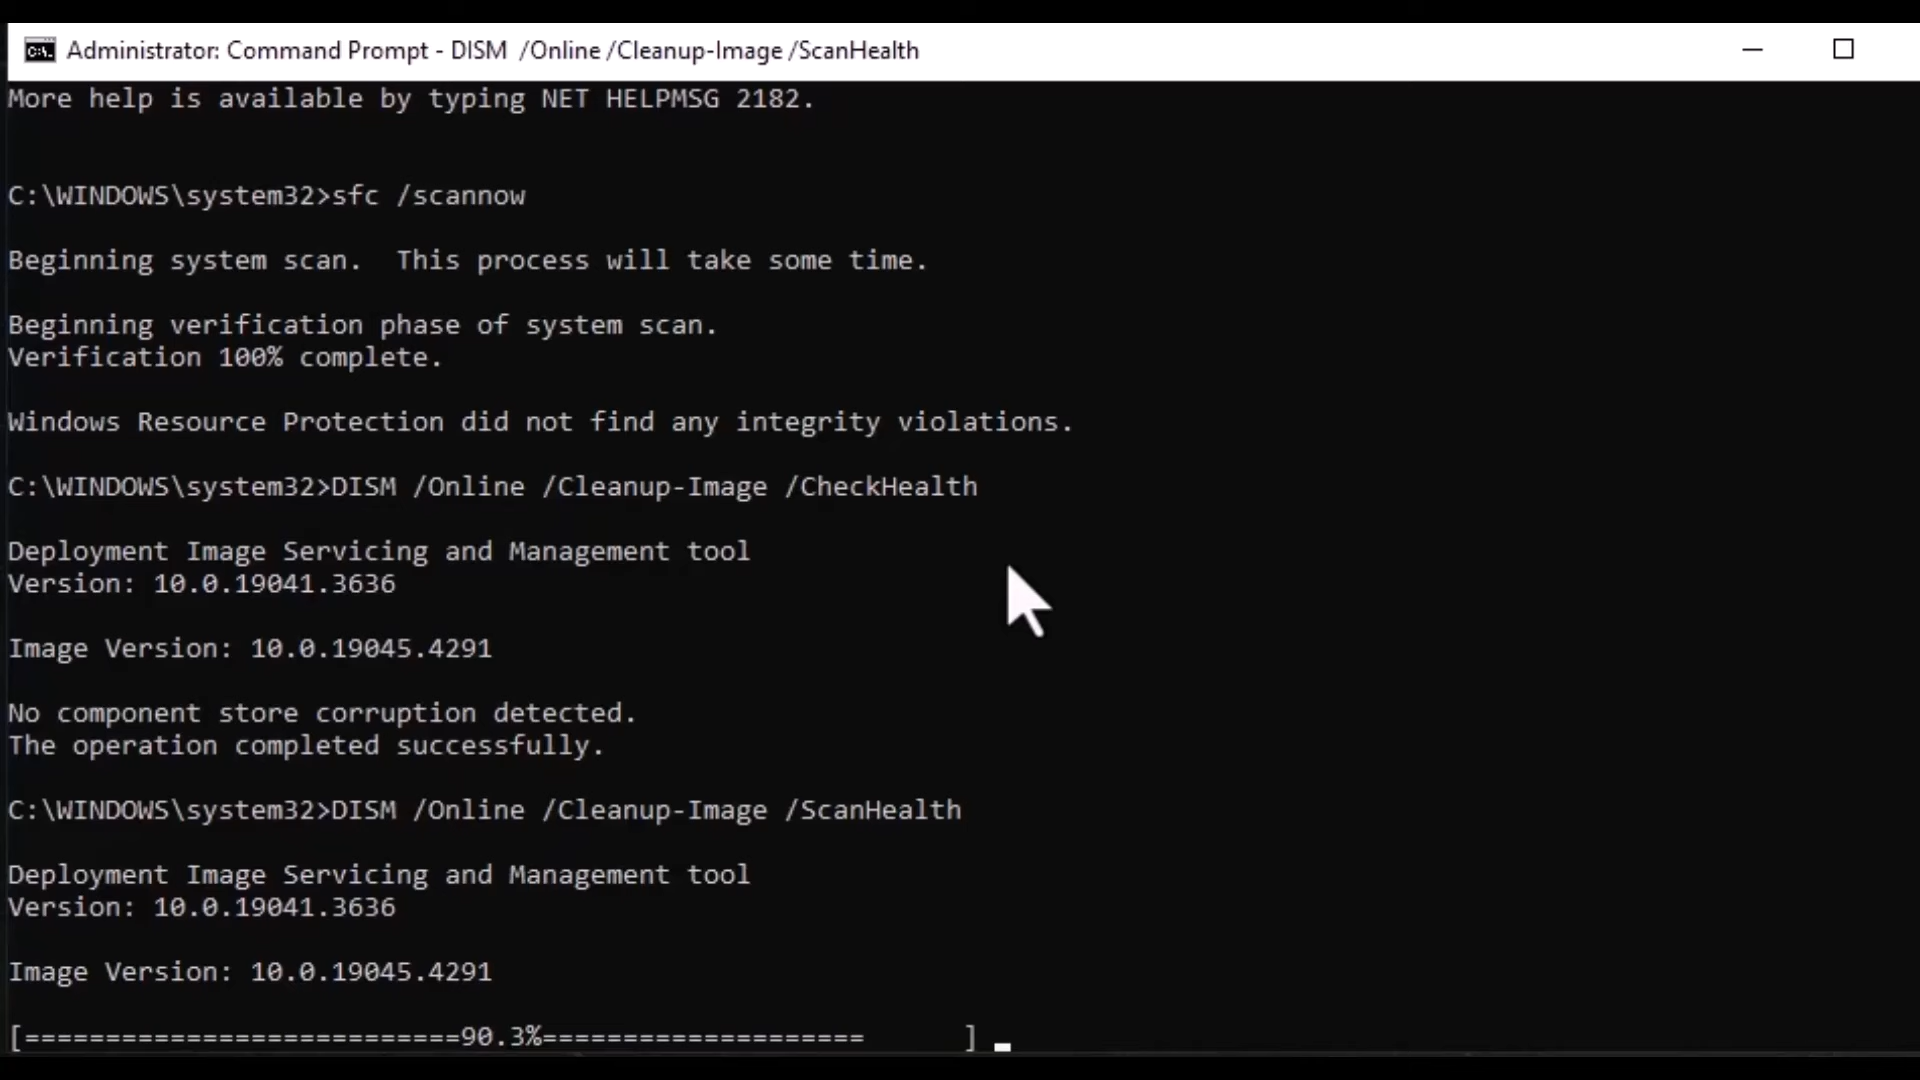 Administrator: Command Prompt - DISM  /Online /Cleanup-Image /ScanHealth
More help is available by typing NET HELPMSG 2182.
C:\WINDOWS\system32>sfc /scannow
Beginning system scan.  This process will take some time.
Beginning verification phase of system scan.
Verification 100% complete.
Windows Resource Protection did not find any integrity violations.
C:\WINDOWS\system32>DISM /Online /Cleanup-Image /CheckHealth
Deployment Image Servicing and Management tool
Version: 10.0.19041.3636
Image Version: 10.0.19045.4291
No component store corruption detected.
The operation completed successfully.
C:\WINDOWS\system32>DISM /Online /Cleanup-Image /ScanHealth
Deployment Image Servicing and Management tool
Version: 10.0.19041.3636
Image Version: 10.0.19045.4291
[===========================90.3%====================      ]